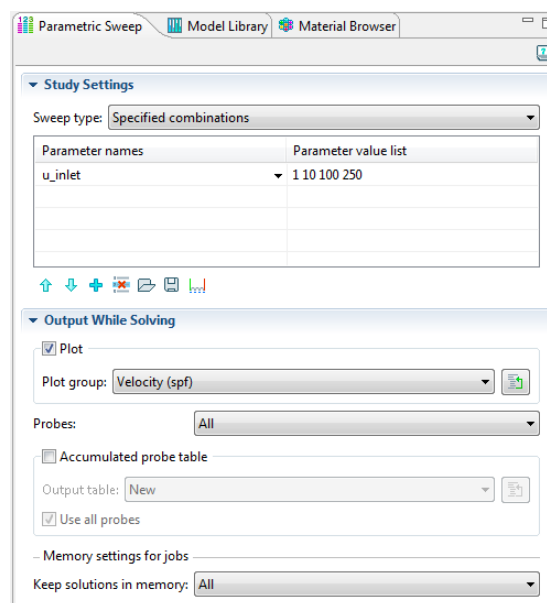 Parametric Sweep Model Library Material Browser
Study Settings
Sweep type: Specified combinations
Parameter names Parameter value list
u_inlet 1 10 100 250
Output While Solving
Plot
Plot group: Velocity (spf)
Probes: All
Accumulated probe table
Output table: New
Use all probes
Memory settings for jobs
Keep solutions in memory: All